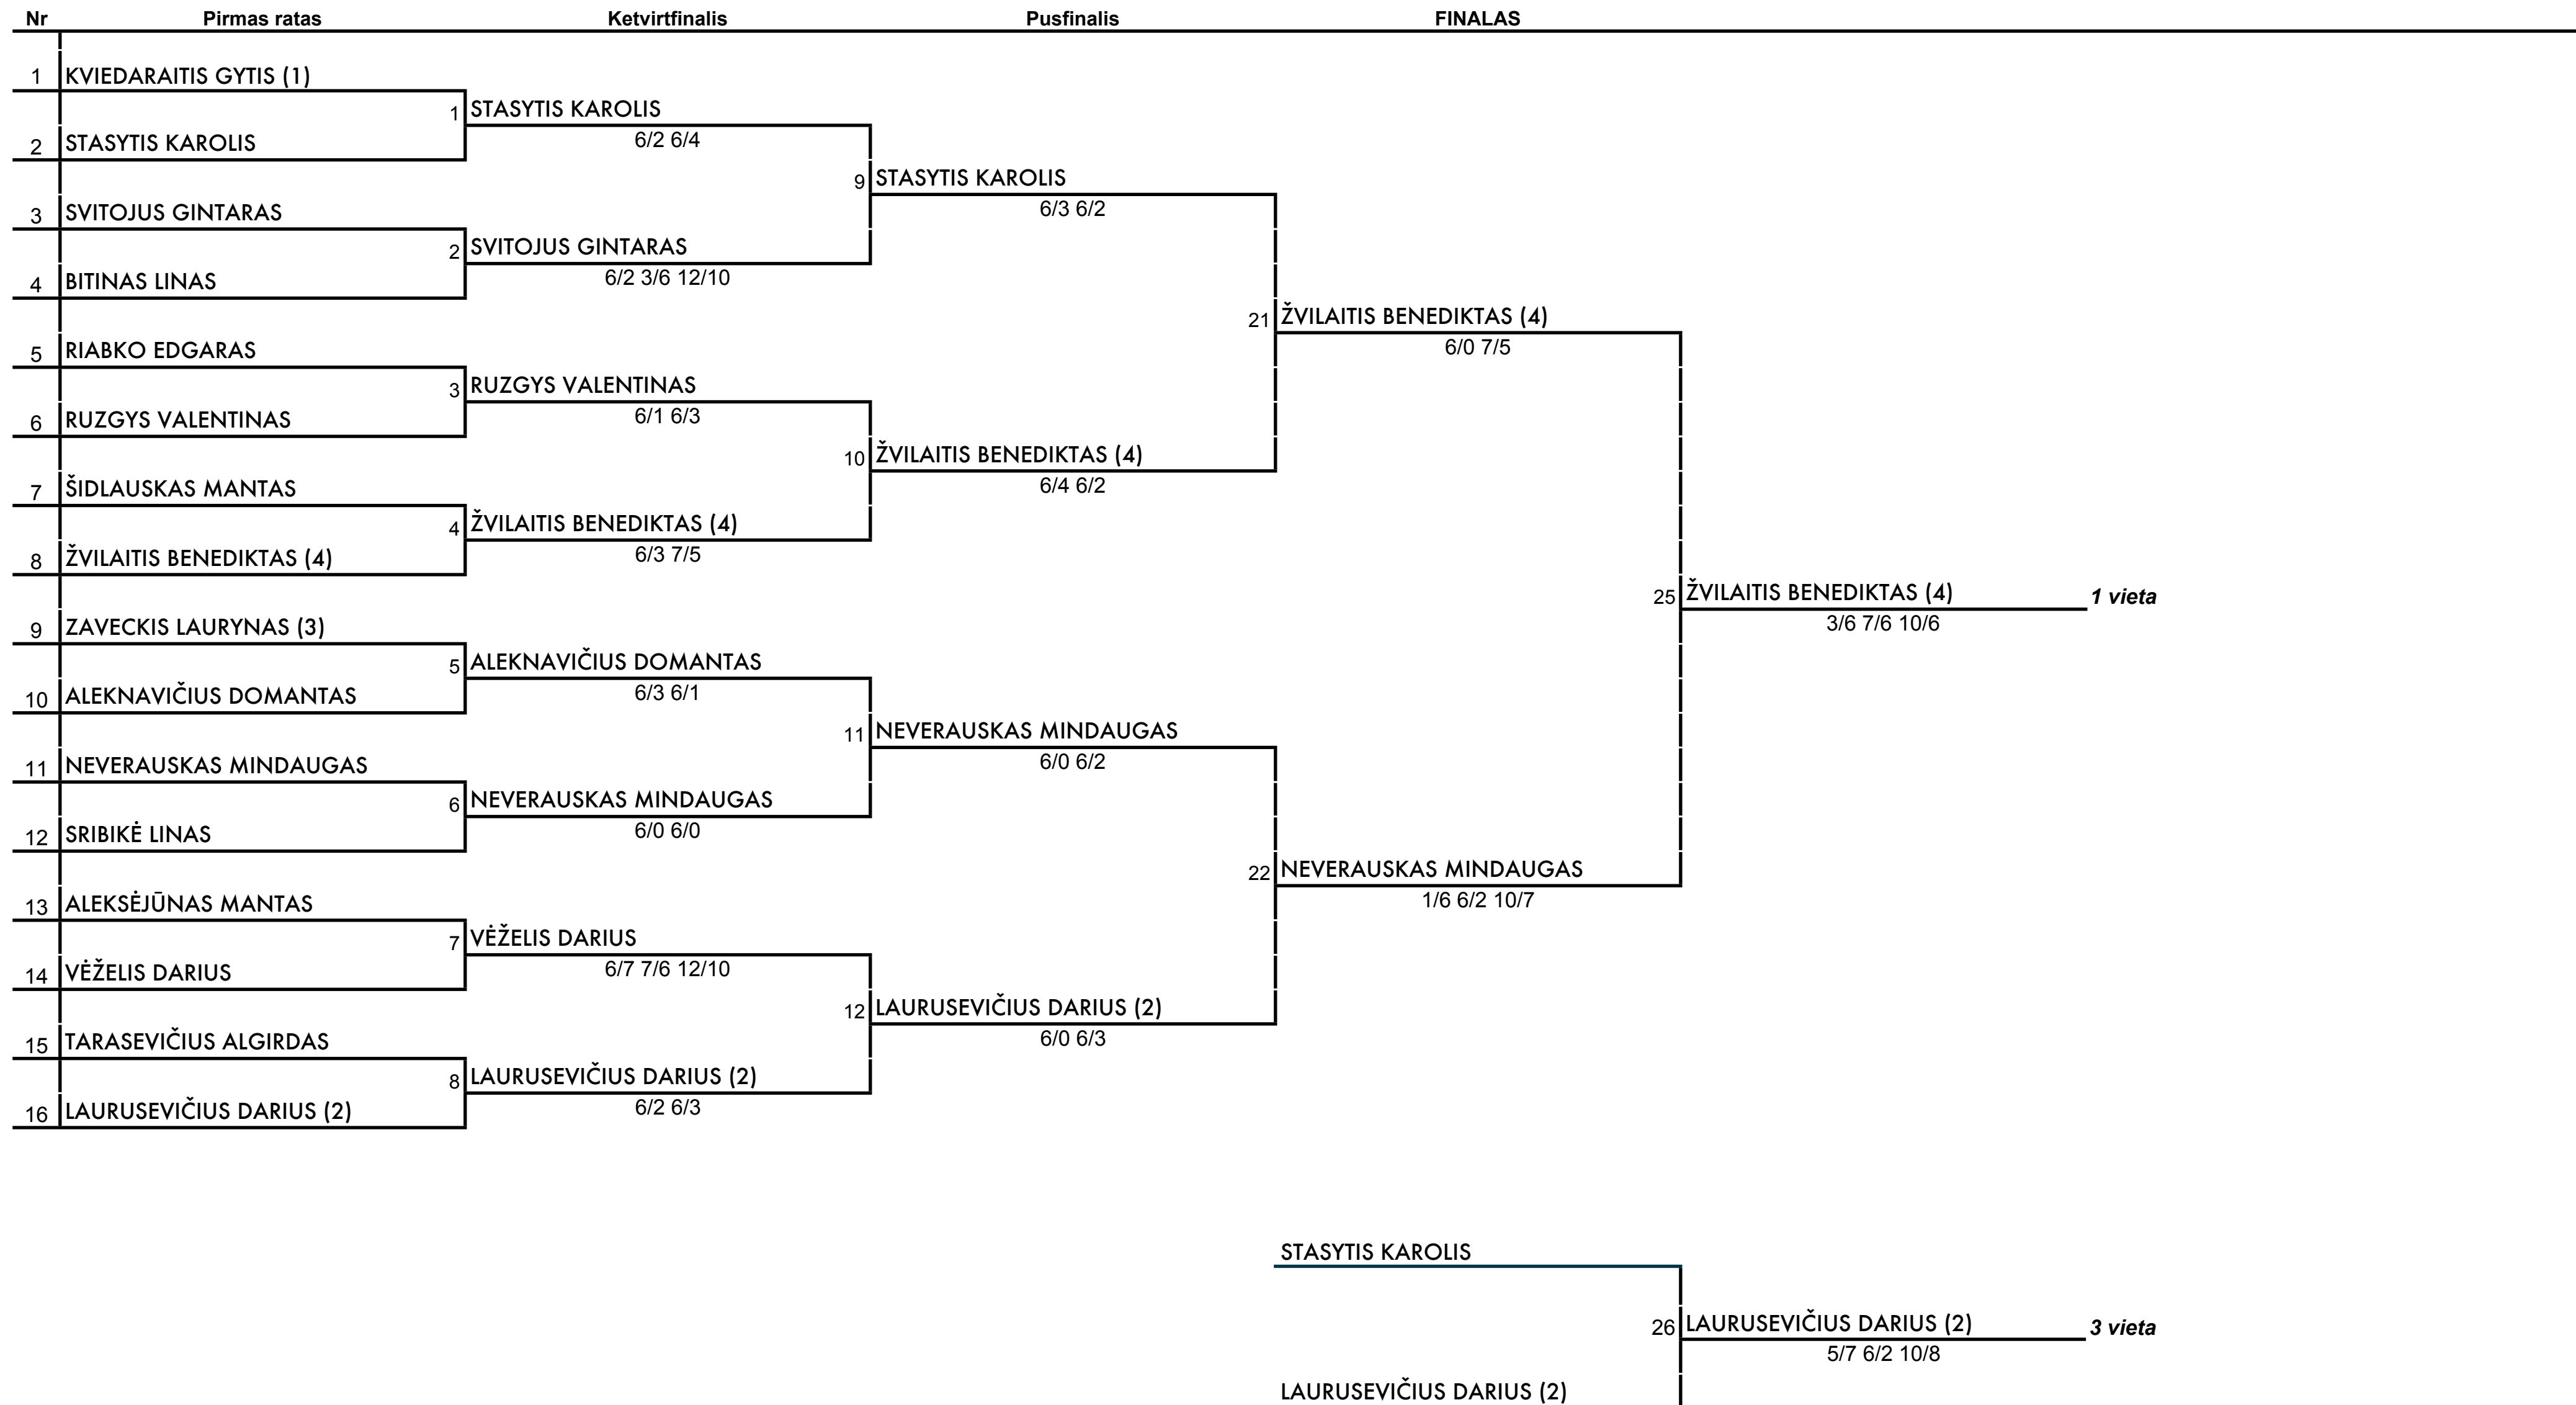 Nr Pirmas ratas Ketvirtfinalis Pusfinalis FINALAS
1 KVIEDARAITIS GYTIS (1)
1 STASYTIS KAROLIS
6/2 6/4
2 STASYTIS KAROLIS
9 STASYTIS KAROLIS
6/3 6/2
3 SVITOJUS GINTARAS
2 SVITOJUS GINTARAS
6/2 3/6 12/10
4 BITINAS LINAS
21 ŽVILAITIS BENEDIKTAS (4)
6/0 7/5
5 RIABKO EDGARAS
3 RUZGYS VALENTINAS
6/1 6/3
6 RUZGYS VALENTINAS
10 ŽVILAITIS BENEDIKTAS (4)
6/4 6/2
7 ŠIDLAUSKAS MANTAS
4 ŽVILAITIS BENEDIKTAS (4)
6/3 7/5
8 ŽVILAITIS BENEDIKTAS (4)
25 ŽVILAITIS BENEDIKTAS (4) 1 vieta
3/6 7/6 10/6
9 ZAVECKIS LAURYNAS (3)
5 ALEKNAVIČIUS DOMANTAS
6/3 6/1
10 ALEKNAVIČIUS DOMANTAS
11 NEVERAUSKAS MINDAUGAS
6/0 6/2
11 NEVERAUSKAS MINDAUGAS
6 NEVERAUSKAS MINDAUGAS
6/0 6/0
12 SRIBIKĖ LINAS
22 NEVERAUSKAS MINDAUGAS
1/6 6/2 10/7
13 ALEKSĖJŪNAS MANTAS
7 VĖŽELIS DARIUS
6/7 7/6 12/10
14 VĖŽELIS DARIUS
12 LAURUSEVIČIUS DARIUS (2)
6/0 6/3
15 TARASEVIČIUS ALGIRDAS
8 LAURUSEVIČIUS DARIUS (2)
6/2 6/3
16 LAURUSEVIČIUS DARIUS (2)
STASYTIS KAROLIS
26 LAURUSEVIČIUS DARIUS (2) 3 vieta
5/7 6/2 10/8
LAURUSEVIČIUS DARIUS (2)